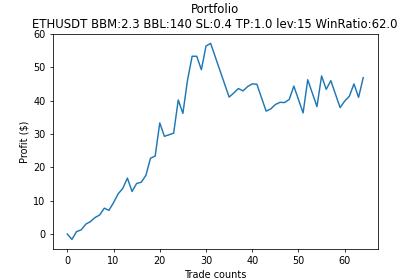 Portfolio
ETHUSDT BBM:2.3 BBL:140 SL:0.4 TP:1.0 lev:15 WinRatio:62.0
60
50
40
30
20
10
0
Profit ($)
0 10 20 30 40 50 60
Trade counts